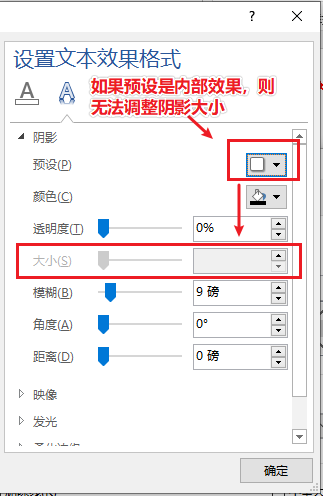 设置文本效果格式
如果预设是内部效果，则
无法调整阴影大小
阴影
预设(P)
颜色(C)
透明度(T) 0%
大小(S)
模糊(B) 9 磅
角度(A) 0°
距离(D) 0 磅
映像
发光
确定